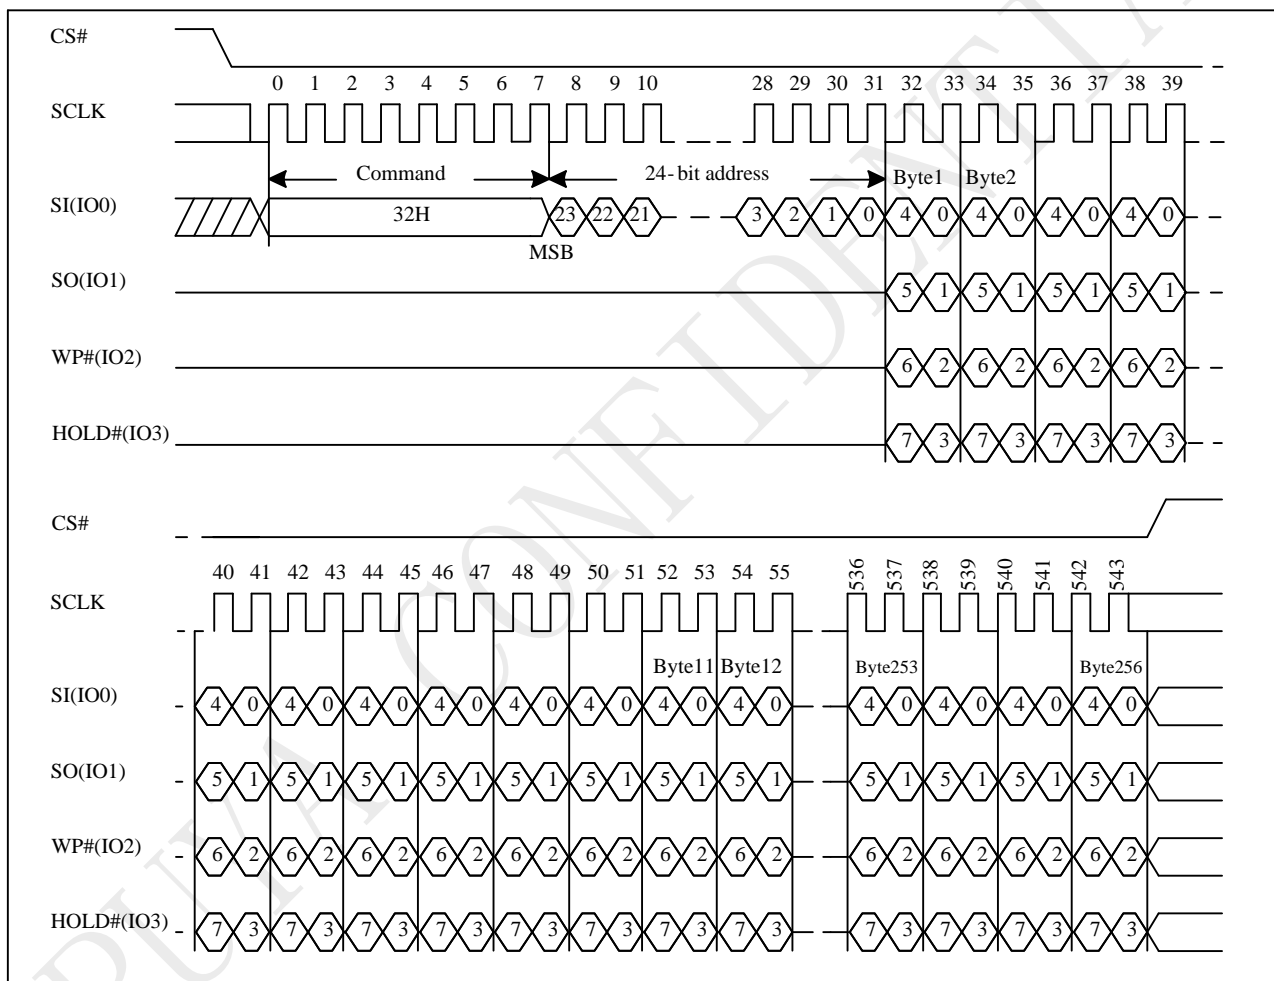 CS#
0 1 2 3 4 5 6 7 8 9 10 28 29 30 31 32 33 34 35 36 37 38 39
SCLK
Command 24-bit address Byte1 Byte2
SI(IO0) 32H 23 22 21 3 2 1 0 4 0 4 0 4 0 4 0
MSB
SO(IO1) 5 1 5 1 5 1 5 1
WP#(IO2) 6 2 6 2 6 2 6 2
HOLD#(IO3) 7 3 7 3 7 3 7 3
CS#
40 41 42 43 44 45 46 47 48 49 50 51 52 53 54 55 536 537 538 539 540 541 542 543
SCLK
Byte11 Byte12 Byte253 Byte256
SI(IO0) 4 0 4 0 4 0 4 0 4 0 4 0 4 0 4 0 4 0 4 0 4 0 4 0
SO(IO1) 5 1 5 1 5 1 5 1 5 1 5 1 5 1 5 1 5 1 5 1 5 1 5 1
WP#(IO2) 6 2 6 2 6 2 6 2 6 2 6 2 6 2 6 2 6 2 6 2 6 2 6 2
HOLD#(IO3) 7 3 7 3 7 3 7 3 7 3 7 3 7 3 7 3 7 3 7 3 7 3 7 3
PUYA CONFIDENTIA